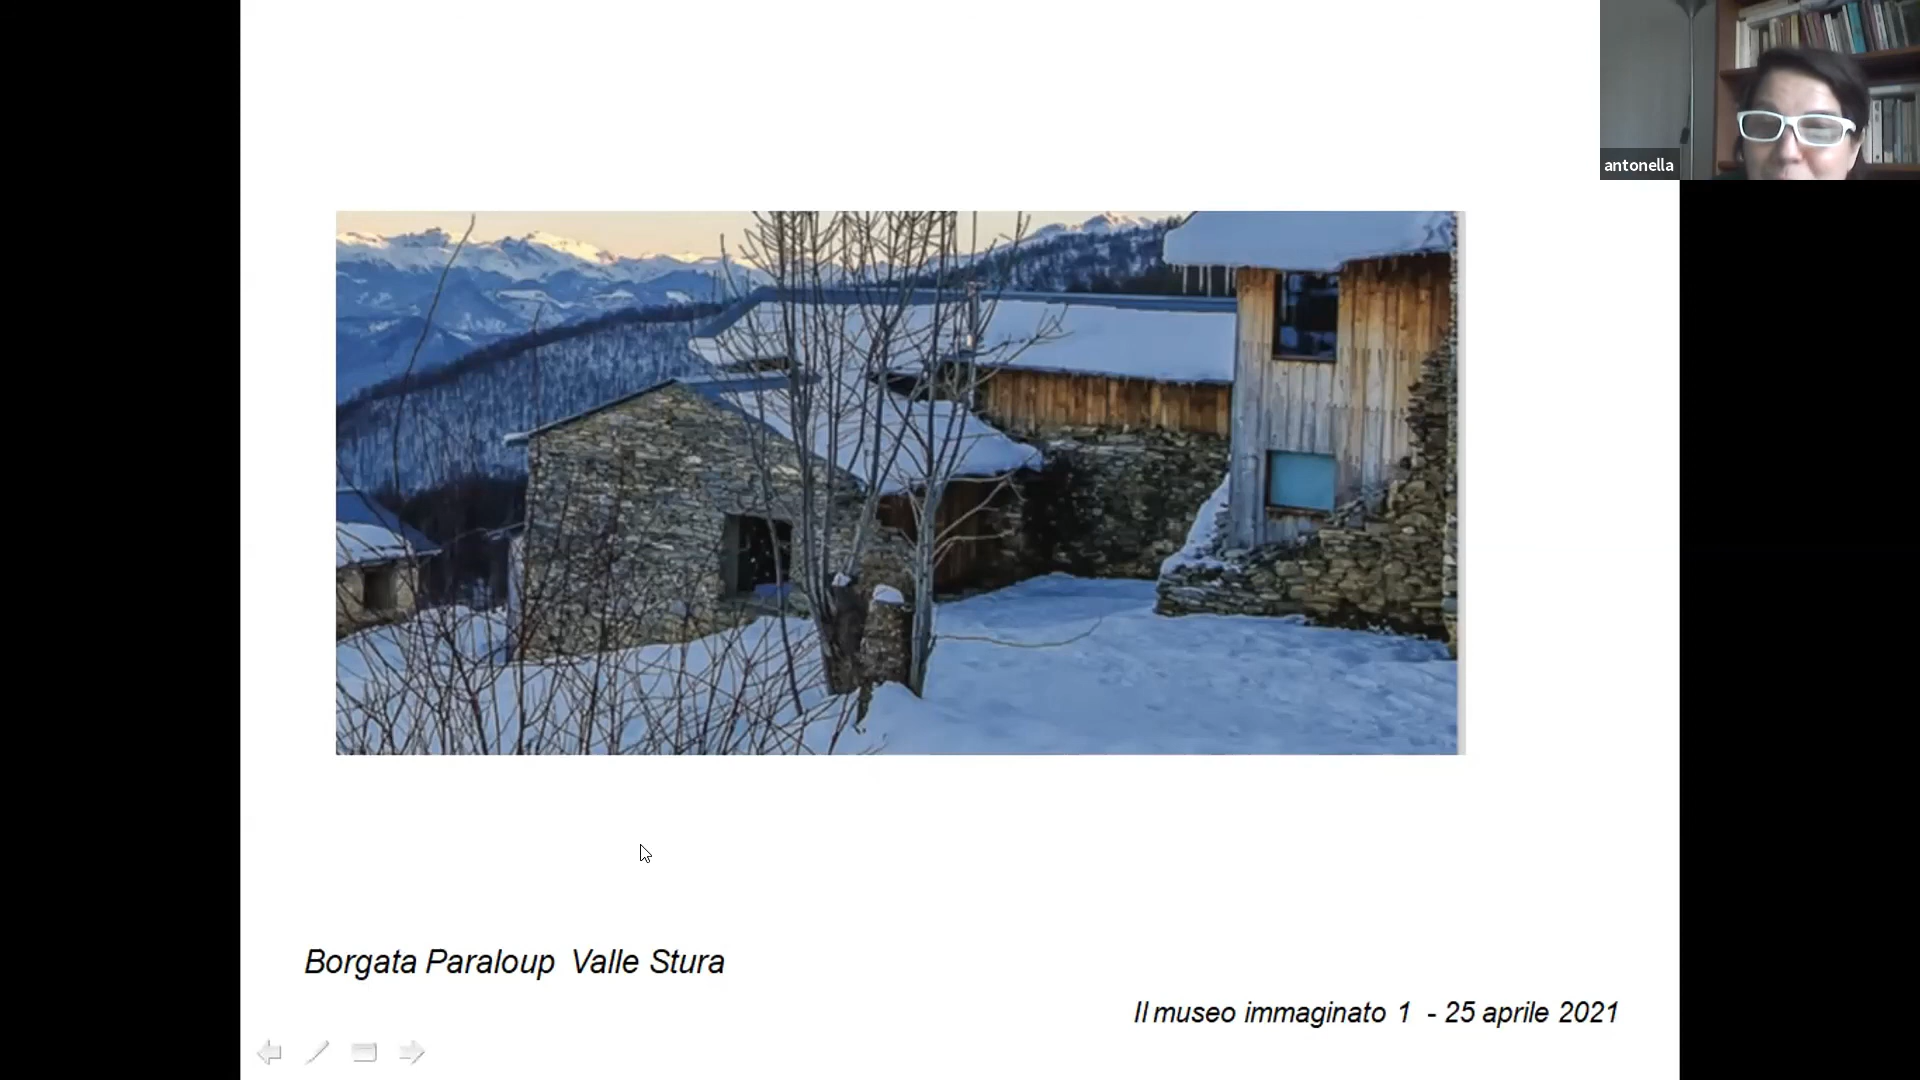 antonella
Borgata Paraloup Valle Stura
Il museo immaginato 1 - 25 aprile 2021